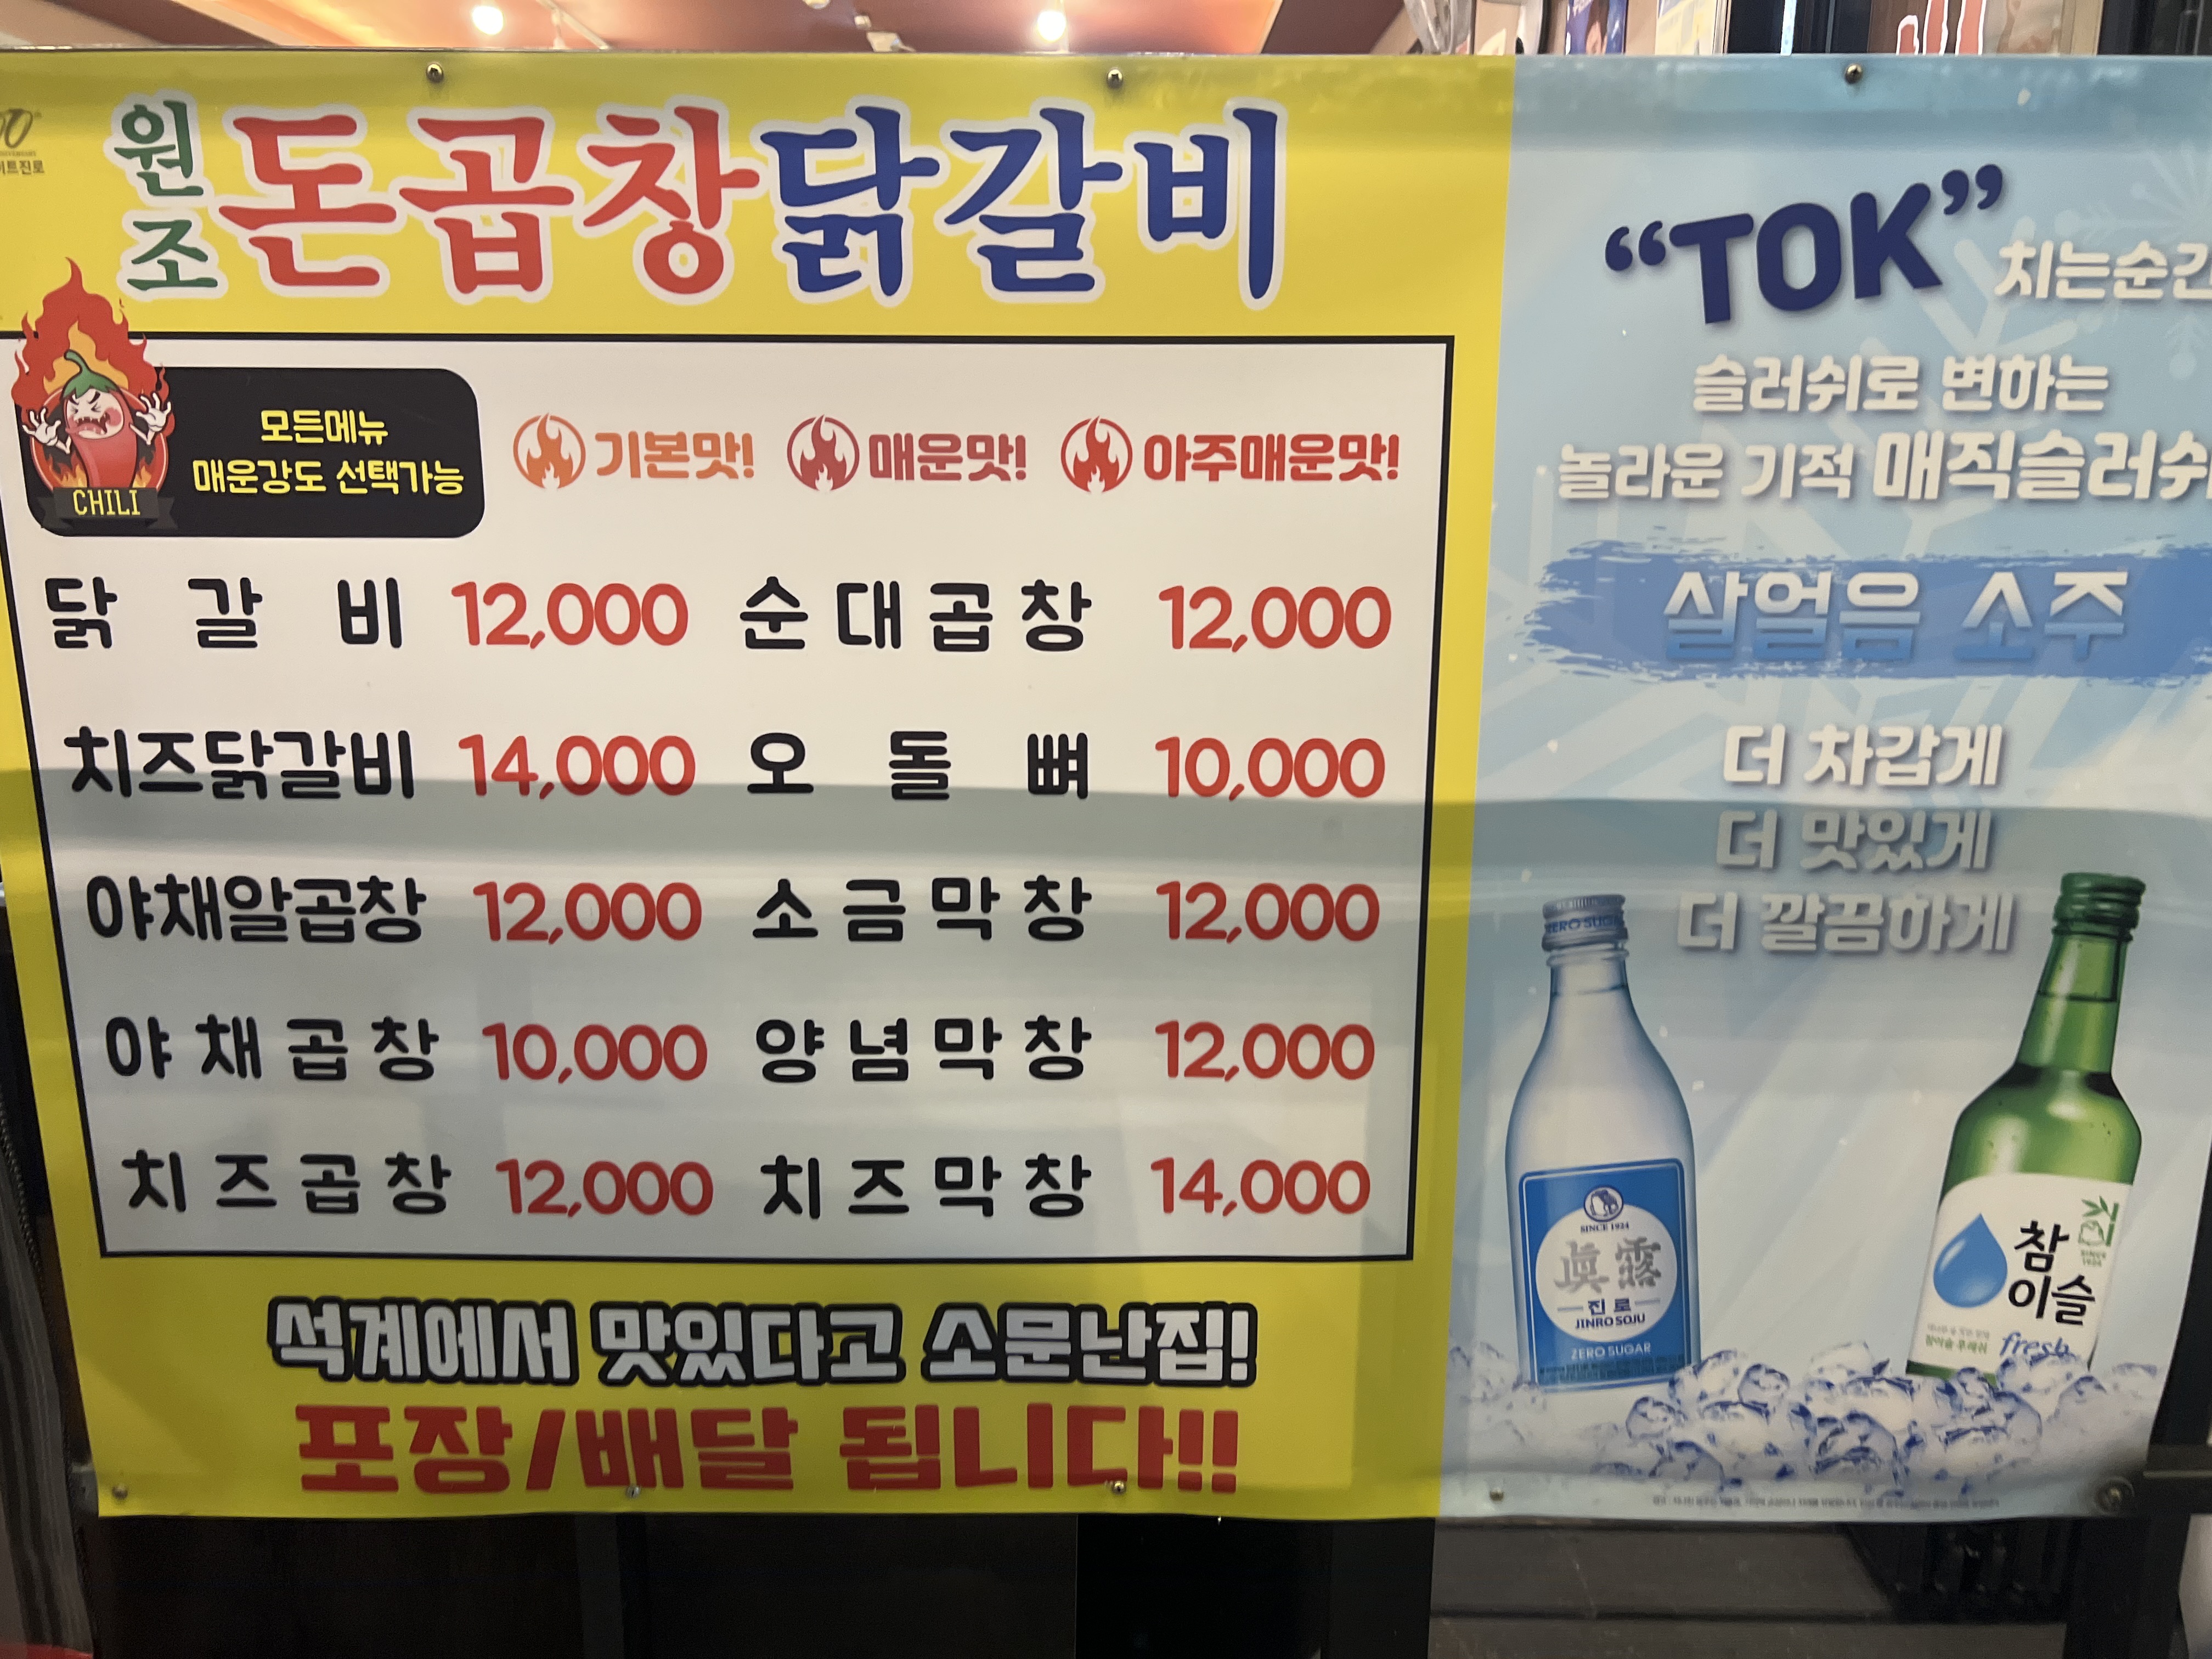 원조 돈곱창닭갈비
CHILI
모든메뉴
매운강도 선택가능
기본맛! 매운맛! 아주매운맛!
닭갈비 12,000 순대곱창 12,000
치즈닭갈비 14,000 오돌뼈 10,000
야채알곱창 12,000 소금막창 12,000
야채곱창 10,000 양념막창 12,000
치즈곱창 12,000 치즈막창 14,000
석계에서 맛있다고 소문난집!
포장/배달 됩니다!!
“TOK” 치는순간
슬러쉬로 변하는
놀라운 기적 매직슬러쉬
살얼음 소주
더 차갑게
더 맛있게
더 깔끔하게
ZERO SUGAR
SINCE 1924
眞露
진로
JINRO SOJU
ZERO SUGAR
참
이슬
fresh